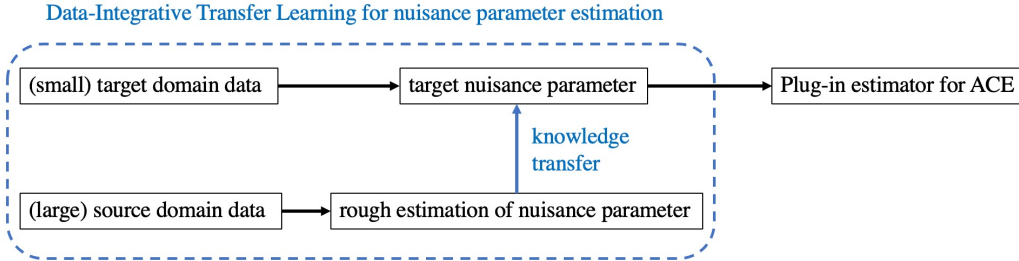 Data-Integrative Transfer Learning for nuisance parameter estimation
(small) target domain data
target nuisance parameter
Plug-in estimator for ACE
knowledge
transfer
(large) source domain data
rough estimation of nuisance parameter